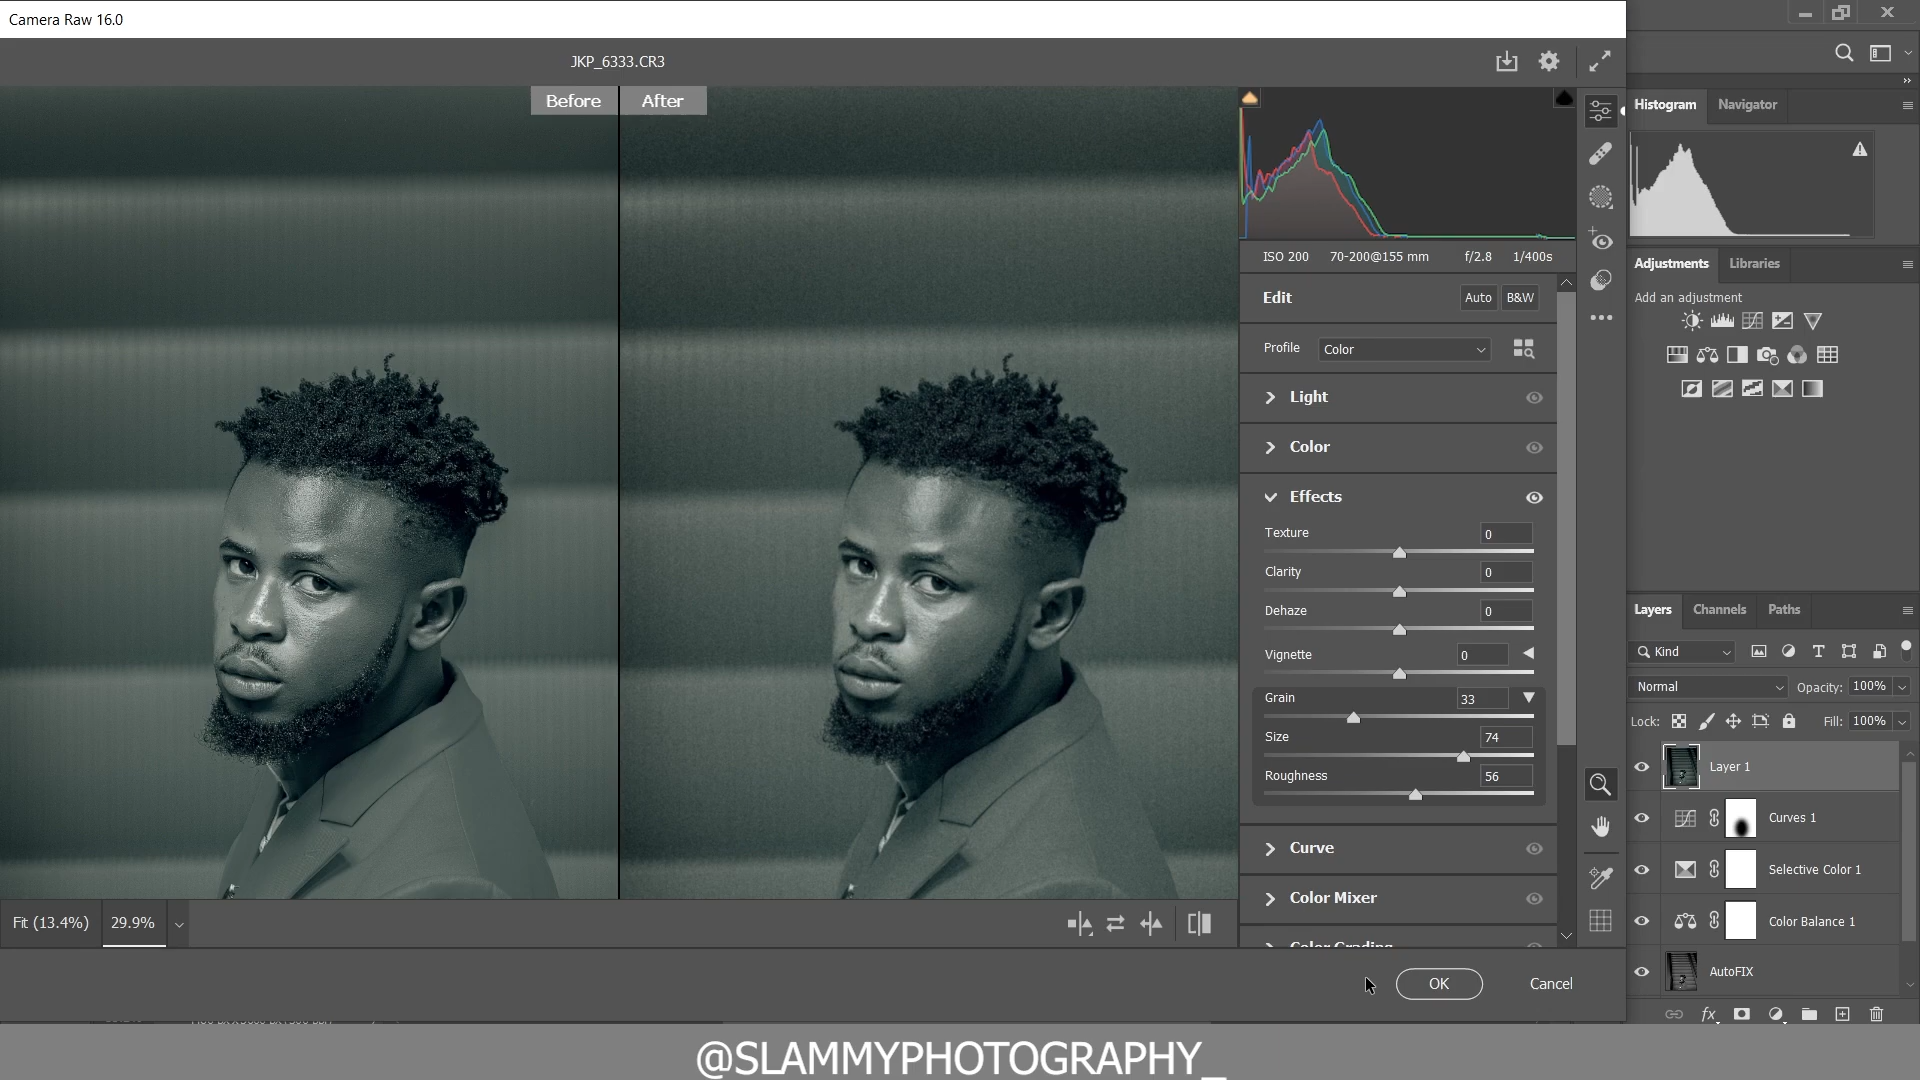 Camera Raw 16.0
JKP_6333.CR3
Before
After
ISO 200 70-200@155 mm f/2.8 1/400s
Edit
Auto
B&W
Profile
Color
Light
Color
Effects
Texture
0
Clarity
0
Dehaze
0
Vignette
0
Grain
33
Size
74
Roughness
56
Curve
Color Mixer
Color Grading
Fit (13.4%)
29.9%
OK
Cancel
Histogram
Navigator
Adjustments
Libraries
Add an adjustment
Layers
Channels
Paths
Kind
Normal
Opacity: 100%
Lock:
Fill: 100%
Layer 1
Curves 1
Selective Color 1
Color Balance 1
AutoFIX
fx
@SLAMMYPHOTOGRAPHY_